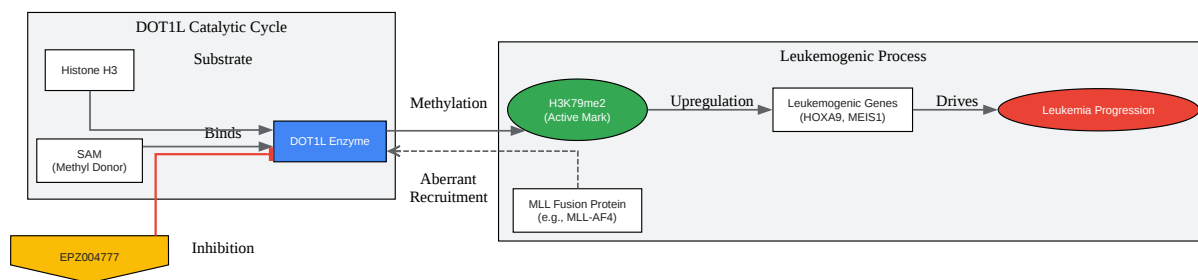 DOT1L Catalytic Cycle
Substrate
Histone H3
Binds
DOT1L Enzyme
SAM
(Methyl Donor)
EPZ004777
Inhibition
Methylation
Aberrant
Recruitment
Leukemogenic Process
H3K79me2
(Active Mark)
Upregulation
Leukemogenic Genes
(HOXA9, MEIS1)
Drives
Leukemia Progression
MLL Fusion Protein
(e.g., MLL-AF4)